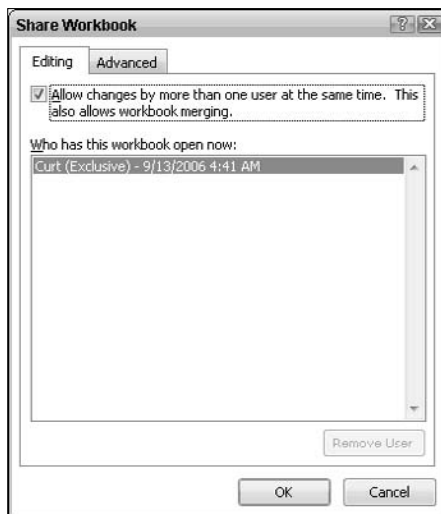 Share Workbook
Editing
Advanced
Allow changes by more than one user at the same time. This
also allows workbook merging.
Who has this workbook open now:
Curt (Exclusive) - 9/13/2006 4:41 AM
Remove User
OK
Cancel